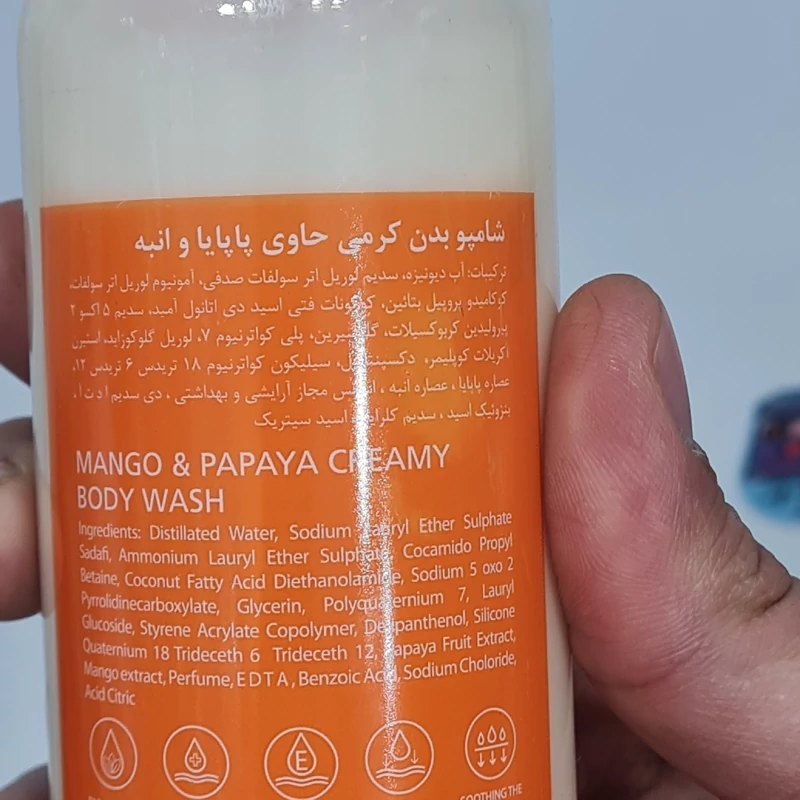 شامپو بدن کرمی حاوی پاپایا و انبه
ترکیبات: آب دیونیزه، سدیم لوریل اتر سولفات صدفی، آمونیوم لوریل اتر سولفات،
کوکامیدو پروپیل بتائین، کوکونات فتی اسید دی اتانول آمید، سدیم ۵ اکسو ۲
پیرولیدین کربوکسیلات، گلیسیرین، پلی کواترنیوم ۷، لوریل گلوکوزاید، استیرن
اکریلات کوپلیمر، دکسپنتنول، سیلیکون کواترنیوم ۱۸ تریدس ۶ تریدس ۱۲،
عصاره پاپایا ، عصاره انبه ، اسانس مجاز آرایشی و بهداشتی ، دی سدیم ا د ت ا ،
بنزوئیک اسید ، سدیم کلراید ، اسید سیتریک
MANGO & PAPAYA CREAMY
BODY WASH
Ingredients: Distillated Water, Sodium Lauryl Ether Sulphate
Sadafi, Ammonium Lauryl Ether Sulphate, Cocamido Propyl
Betaine, Coconut Fatty Acid Diethanolamide, Sodium 5 oxo 2
Pyrrolidinecarboxylate, Glycerin, Polyquaternium 7, Lauryl
Glucoside, Styrene Acrylate Copolymer, Dexpanthenol, Silicone
Quaternium 18 Trideceth 6 Trideceth 12, Papaya Fruit Extract,
Mango extract, Perfume, E D T A , Benzoic Acid, Sodium Choloride,
Acid Citric
E
SOOTHING THE